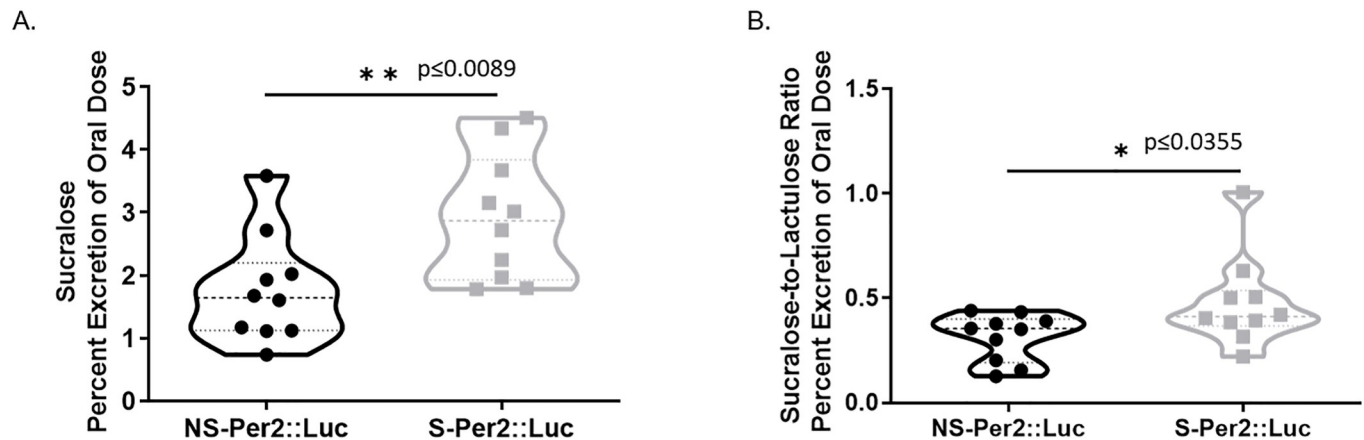 A.
Sucralose
Percent Excretion of Oral Dose
5
4
3
2
1
0
** p≤0.0089
NS-Per2::Luc
S-Per2::Luc
B.
Sucralose-to-Lactulose Ratio
Percent Excretion of Oral Dose
1.5
1.0
0.5
0.0
* p≤0.0355
NS-Per2::Luc
S-Per2::Luc